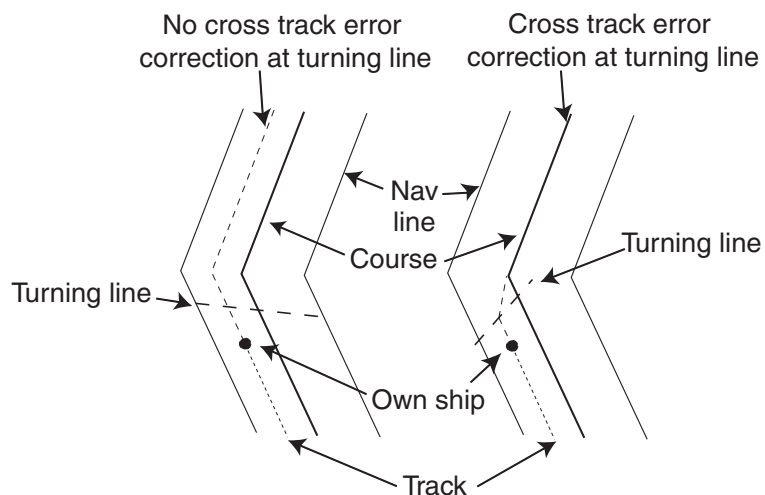 No cross track error
correction at turning line
Cross track error
correction at turning line
Nav
line
Course
Turning line
Turning line
Own ship
Track